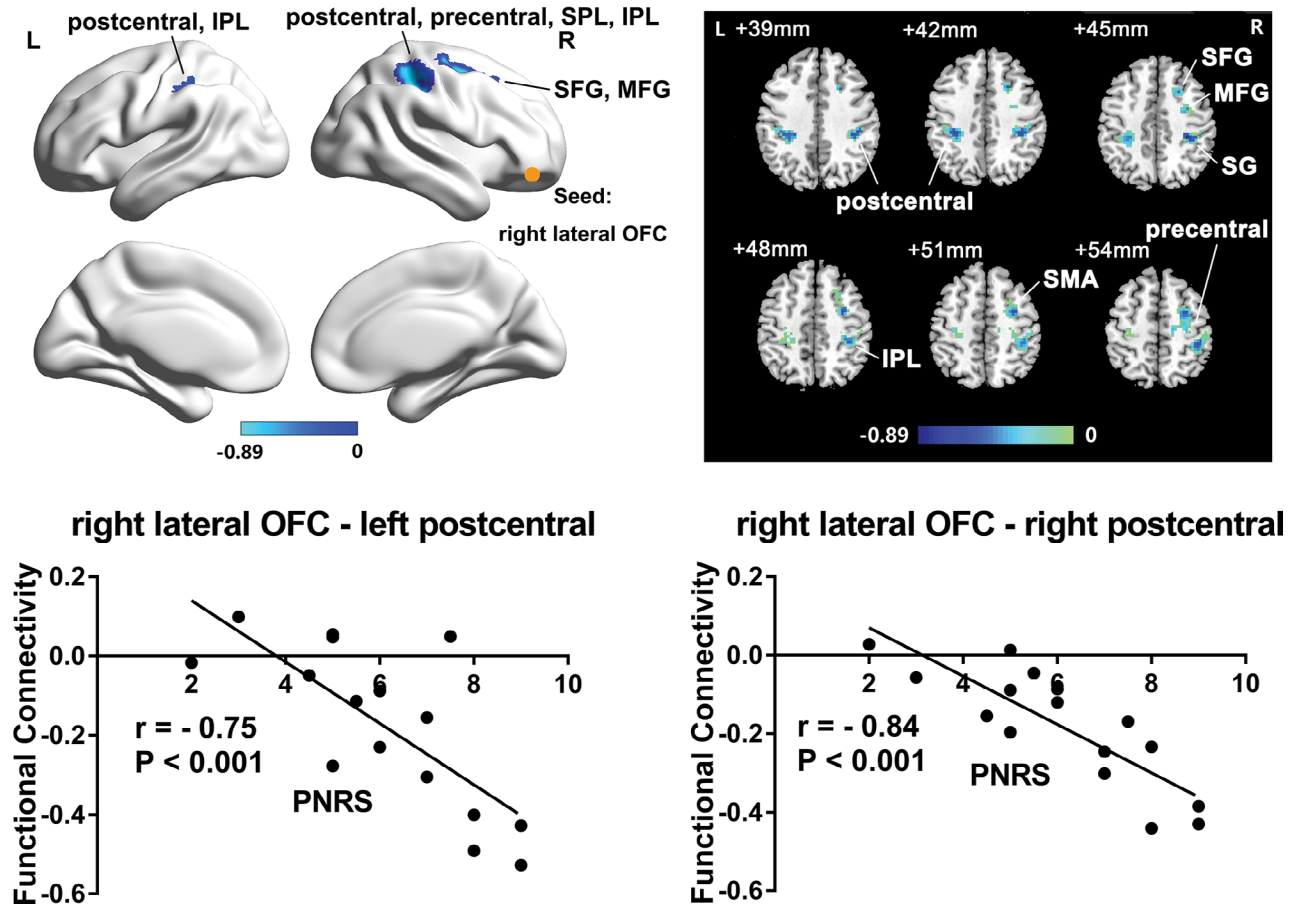 postcentral, IPL
postcentral, precentral, SPL, IPL
L
R
SFG, MFG
Seed:
right lateral OFC
-0.89
0
L
+39mm
+42mm
+45mm
R
SFG
MFG
SG
postcentral
precentral
+48mm
+51mm
+54mm
SMA
IPL
-0.89
0
right lateral OFC - left postcentral
Functional Connectivity
0.2
0.0
-0.2
-0.4
-0.6
2
4
6
8
10
r = - 0.75
P < 0.001
PNRS
right lateral OFC - right postcentral
Functional Connectivity
0.2
0.0
-0.2
-0.4
-0.6
2
4
6
8
10
r = - 0.84
P < 0.001
PNRS